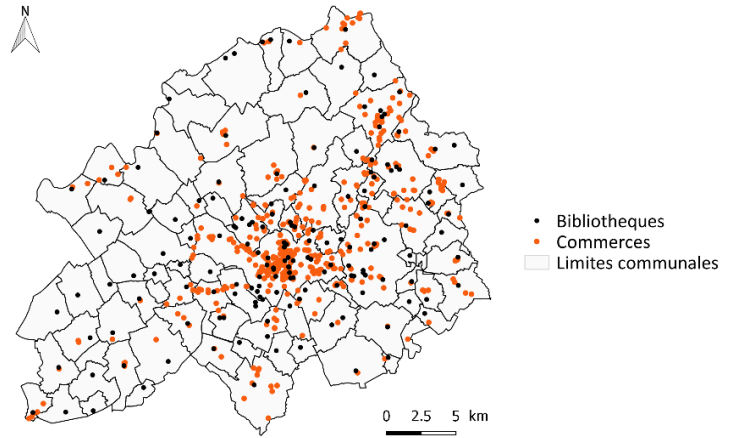 N
Bibliotheques
Commerces
Limites communales
0 2.5 5 km